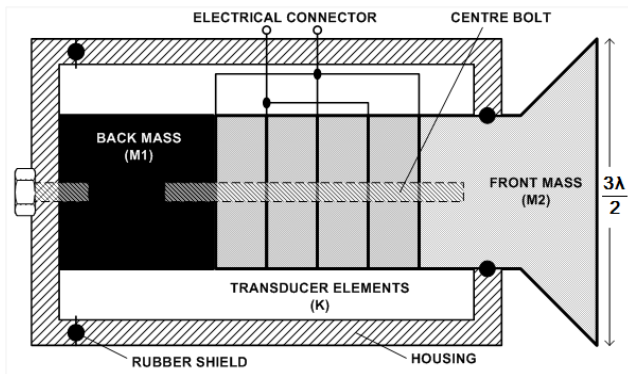 ELECTRICAL CONNECTOR
CENTRE BOLT
BACK MASS
(M1)
FRONT MASS
(M2)
3λ
2
TRANSDUCER ELEMENTS
(K)
RUBBER SHIELD
HOUSING